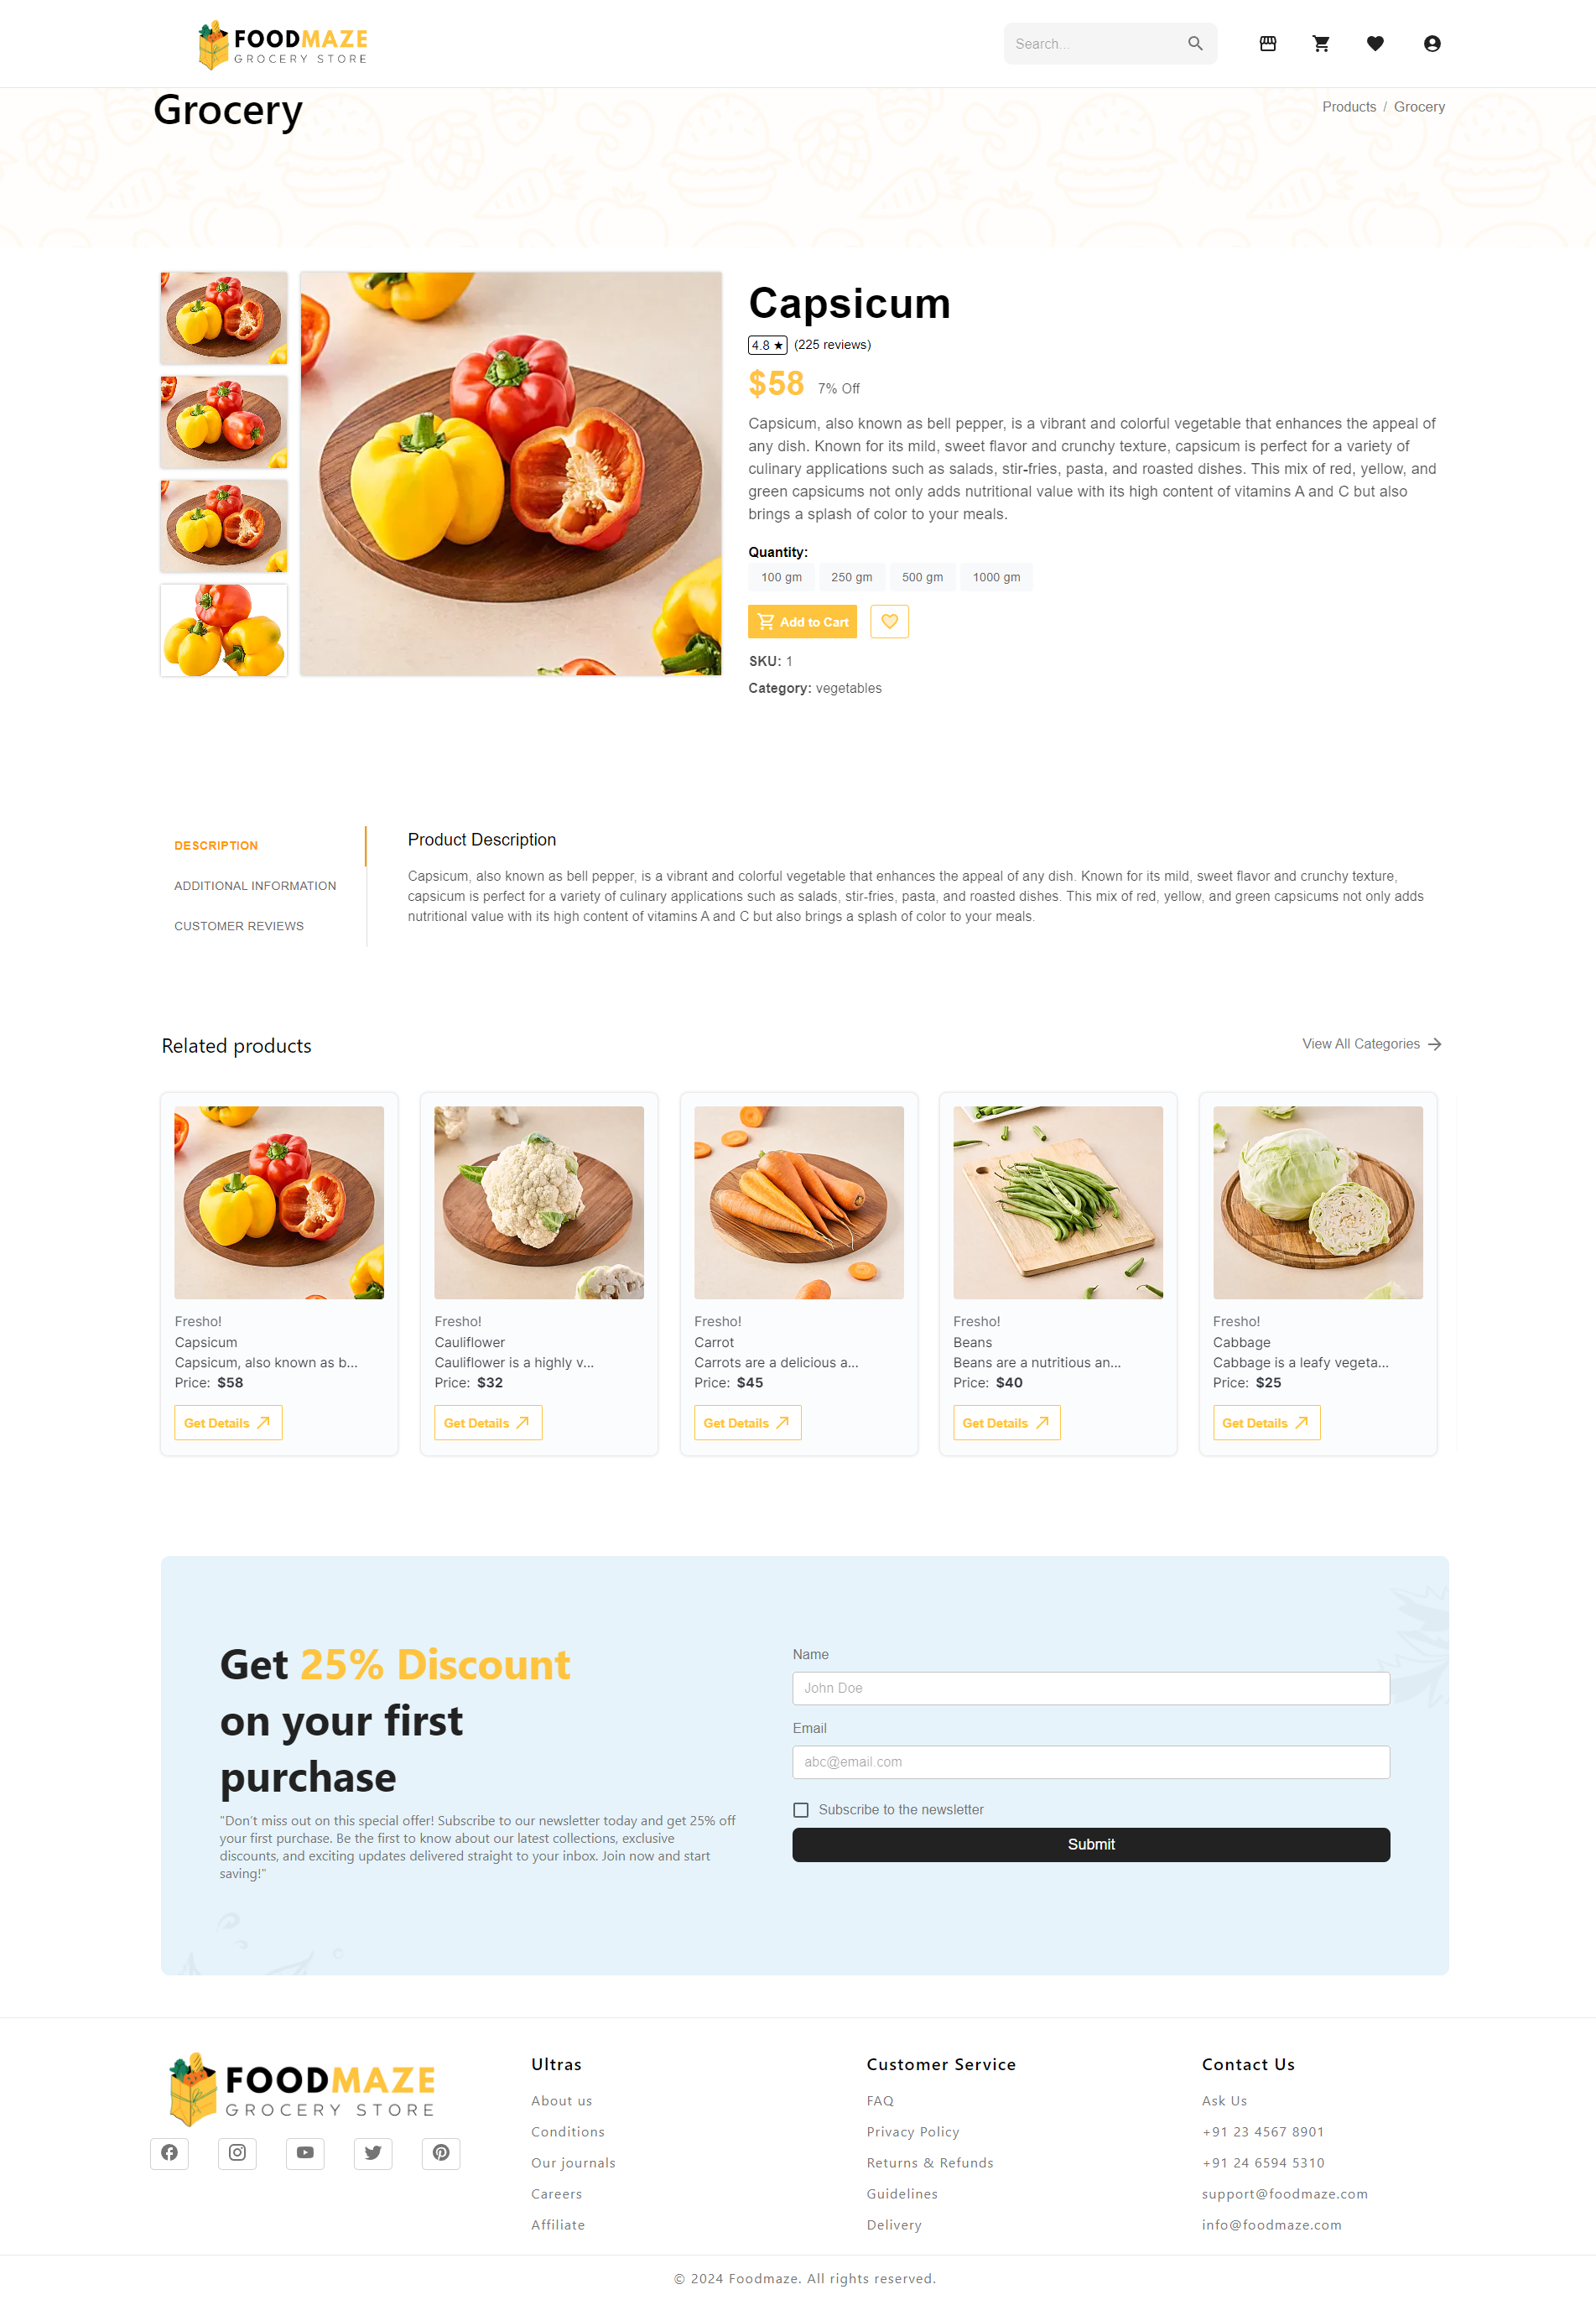 FOODMAZE
GROCERY STORE
Search...
Grocery
Products / Grocery
Capsicum
4.8 ★ (225 reviews)
$58 7% Off
Capsicum, also known as bell pepper, is a vibrant and colorful vegetable that enhances the appeal of
any dish. Known for its mild, sweet flavor and crunchy texture, capsicum is perfect for a variety of
culinary applications such as salads, stir-fries, pasta, and roasted dishes. This mix of red, yellow, and
green capsicums not only adds nutritional value with its high content of vitamins A and C but also
brings a splash of color to your meals.
Quantity:
100 gm 250 gm 500 gm 1000 gm
Add to Cart
SKU: 1
Category: vegetables
DESCRIPTION
ADDITIONAL INFORMATION
CUSTOMER REVIEWS
Product Description
Capsicum, also known as bell pepper, is a vibrant and colorful vegetable that enhances the appeal of any dish. Known for its mild, sweet flavor and crunchy texture,
capsicum is perfect for a variety of culinary applications such as salads, stir-fries, pasta, and roasted dishes. This mix of red, yellow, and green capsicums not only adds
nutritional value with its high content of vitamins A and C but also brings a splash of color to your meals.
Related products
View All Categories
Fresho!
Capsicum
Capsicum, also known as b...
Price: $58
Get Details
Fresho!
Cauliflower
Cauliflower is a highly v...
Price: $32
Get Details
Fresho!
Carrot
Carrots are a delicious a...
Price: $45
Get Details
Fresho!
Beans
Beans are a nutritious an...
Price: $40
Get Details
Fresho!
Cabbage
Cabbage is a leafy vegeta...
Price: $25
Get Details
Get 25% Discount
on your first
purchase
"Don't miss out on this special offer! Subscribe to our newsletter today and get 25% off
your first purchase. Be the first to know about our latest collections, exclusive
discounts, and exciting updates delivered straight to your inbox. Join now and start
saving!"
Name
John Doe
Email
abc@email.com
Subscribe to the newsletter
Submit
FOODMAZE
GROCERY STORE
Ultras
About us
Conditions
Our journals
Careers
Affiliate
Customer Service
FAQ
Privacy Policy
Returns & Refunds
Guidelines
Delivery
Contact Us
Ask Us
+91 23 4567 8901
+91 24 6594 5310
support@foodmaze.com
info@foodmaze.com
© 2024 Foodmaze. All rights reserved.